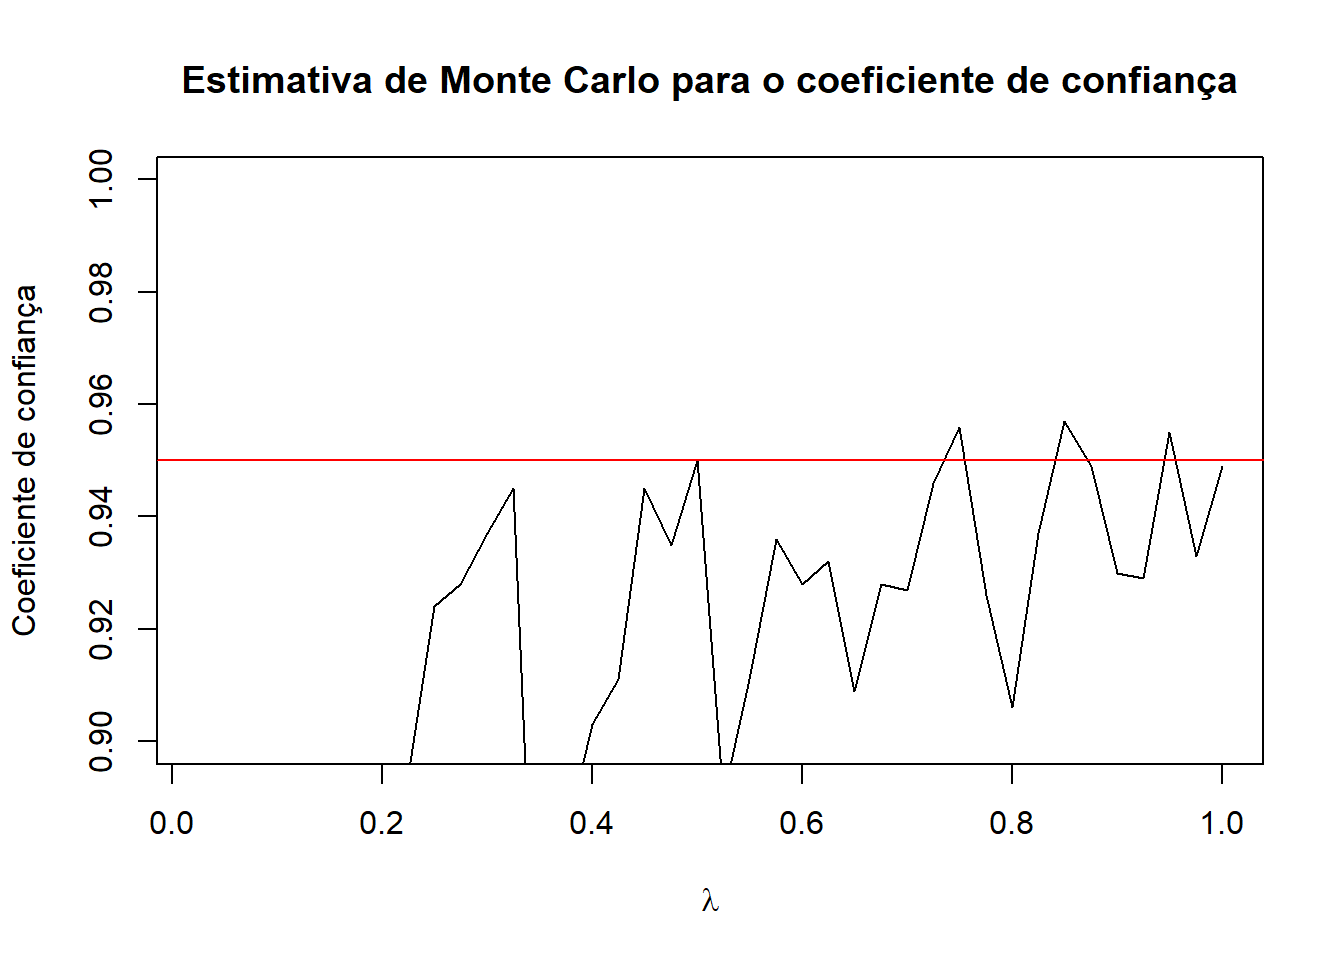 Estimativa de Monte Carlo para o coeficiente de confiança
Coeficiente de confiança
1.00
0.98
0.96
0.94
0.92
0.90
0.0 0.2 0.4 0.6 0.8 1.0
λ